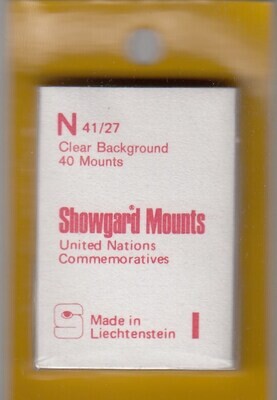 N 41/27
Clear Background
40 Mounts
Showgard Mounts
United Nations
Commemoratives
Made in
Liechtenstein